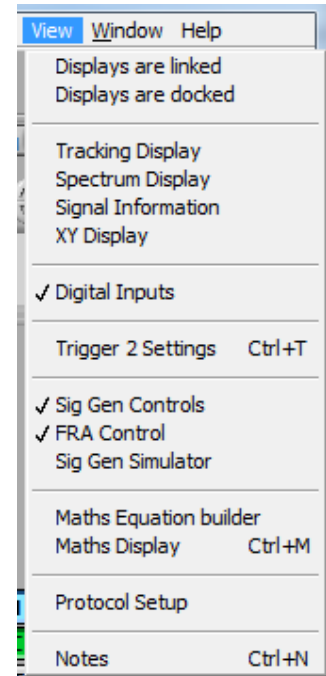 View Window Help
Displays are linked
Displays are docked
Tracking Display
Spectrum Display
Signal Information
XY Display
✓ Digital Inputs
Trigger 2 Settings Ctrl+T
✓ Sig Gen Controls
✓ FRA Control
Sig Gen Simulator
Maths Equation builder
Maths Display Ctrl+M
Protocol Setup
Notes Ctrl+N